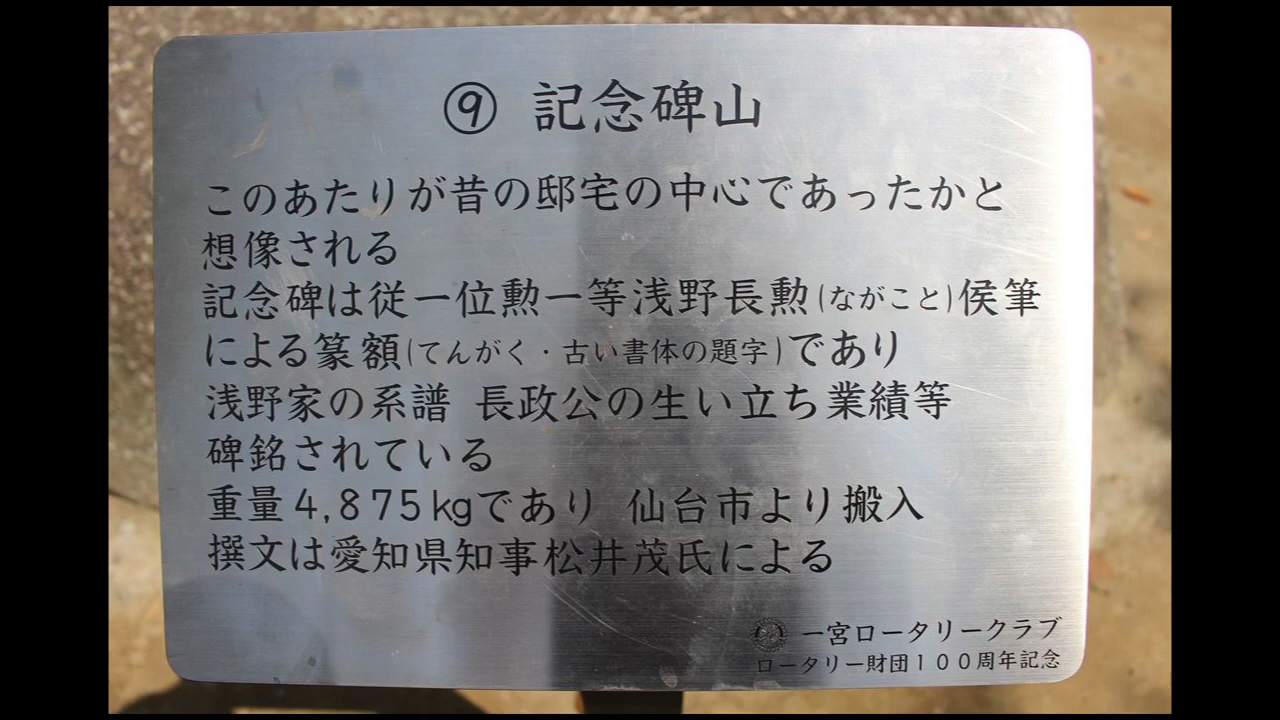 ⑨ 記念碑山
このあたりが昔の邸宅の中心であったかと
想像される
記念碑は従一位勲一等浅野長勲(ながこと)侯筆
による篆額(てんがく・古い書体の題字)であり
浅野家の系譜 長政公の生い立ち業績等
碑銘されている
重量4,875kgであり 仙台市より搬入
撰文は愛知県知事松井茂氏による
一宮ロータリークラブ
ロータリー財団100周年記念